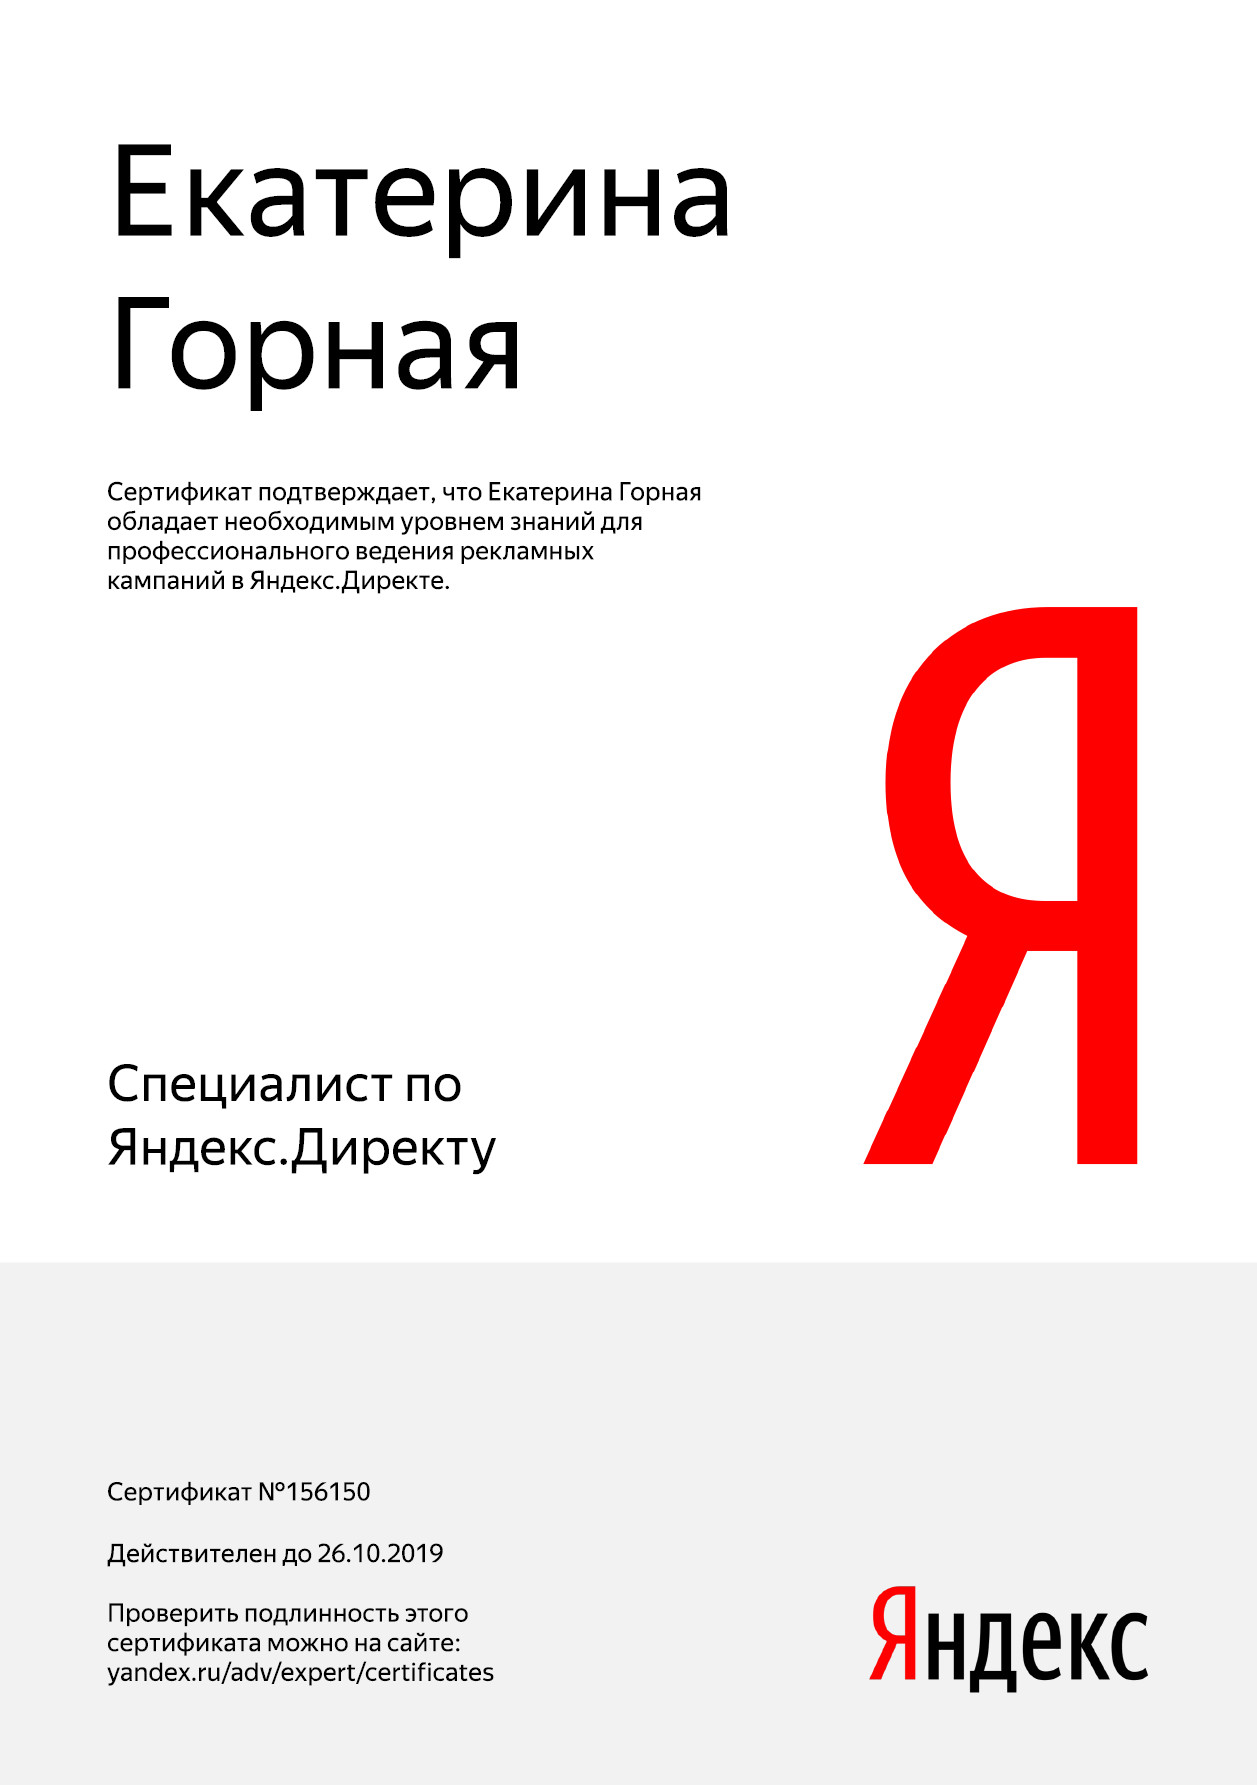 Екатерина
Горная
Сертификат подтверждает, что Екатерина Горная
обладает необходимым уровнем знаний для
профессионального ведения рекламных
кампаний в Яндекс.Директе.
Я
Специалист по
Яндекс.Директу
Сертификат №156150
Действителен до 26.10.2019
Проверить подлинность этого
сертификата можно на сайте:
yandex.ru/adv/expert/certificates
Яндекс